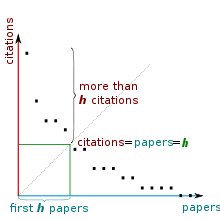 citations
more than
h citations
citations=papers=h
first h papers
papers